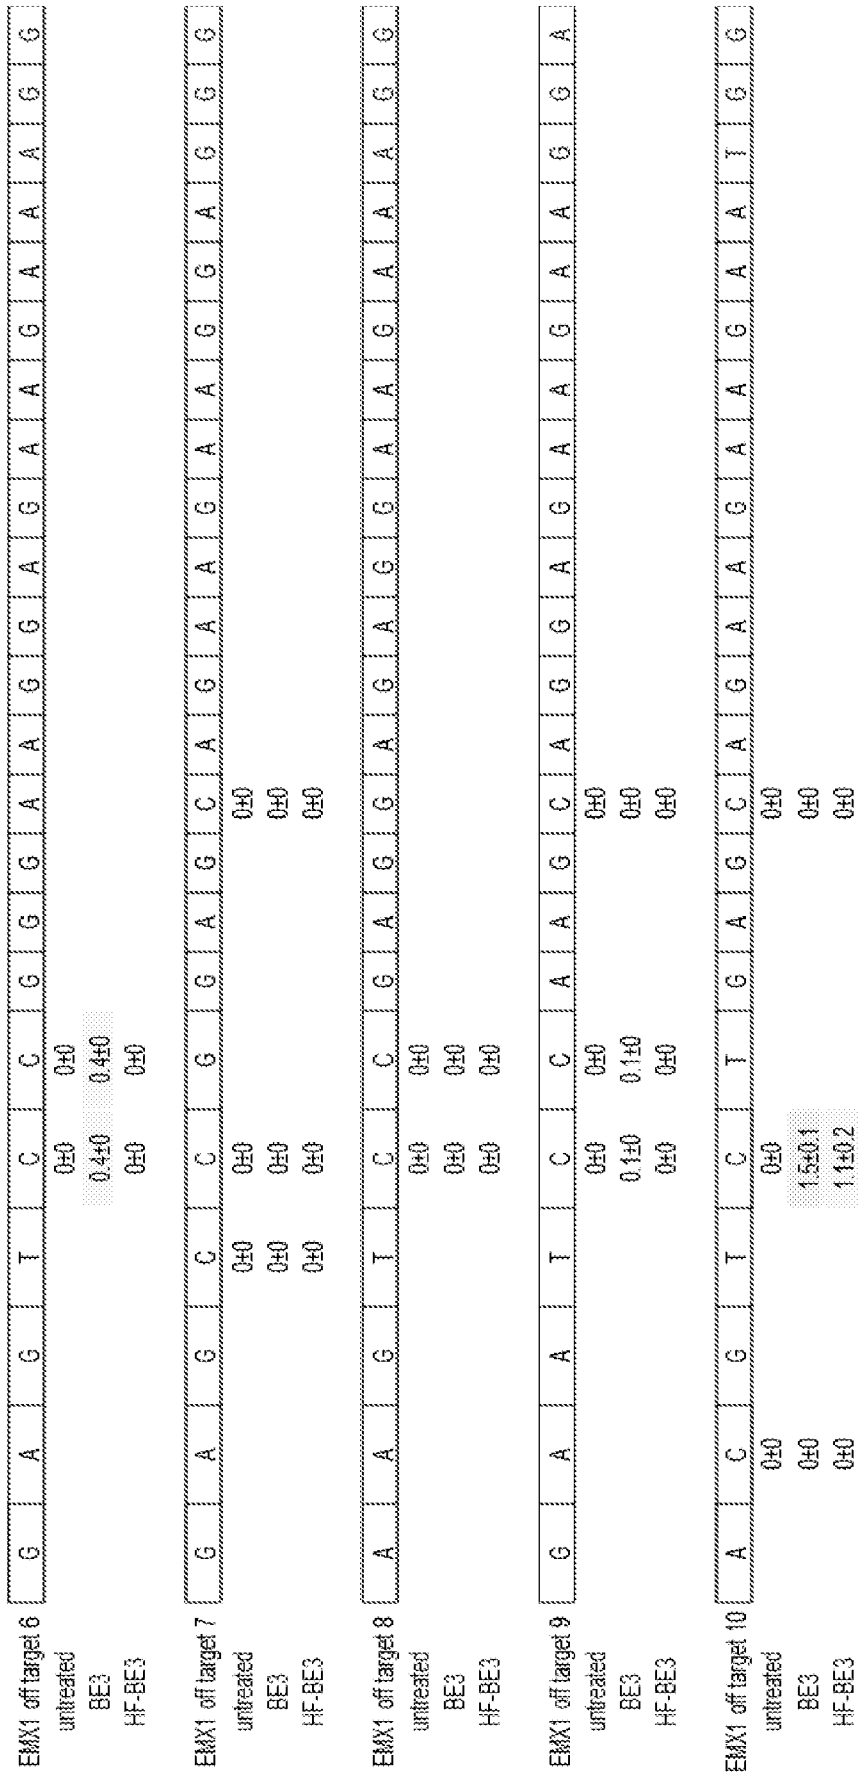 EMX1 off target 6 G A G T C C G G G A A G G A G A A G A A A G G
untreated 0±0 0±0
BE3 0.4±0 0.4±0
HF-BE3 0±0 0±0
EMX1 off target 7 G A G C C G G A G C A G A A G A A G G A G G G
untreated 0±0 0±0 0±0
BE3 0±0 0±0 0±0
HF-BE3 0±0 0±0 0±0
EMX1 off target 8 A A G T C C G A G G A G A G G A A G A A A G G
untreated 0±0 0±0
BE3 0±0 0±0
HF-BE3 0±0 0±0
EMX1 off target 9 G A A T C C A A G C A G G A G A A G A A G G A
untreated 0±0 0±0 0±0
BE3 0.1±0 0.1±0 0±0
HF-BE3 0±0 0±0 0±0
EMX1 off target 10 A C G T C T G A G C A G A A G A A G A A T G G
untreated 0±0 0±0 0±0
BE3 0±0 1.5±0.1 0±0
HF-BE3 0±0 1.1±0.2 0±0